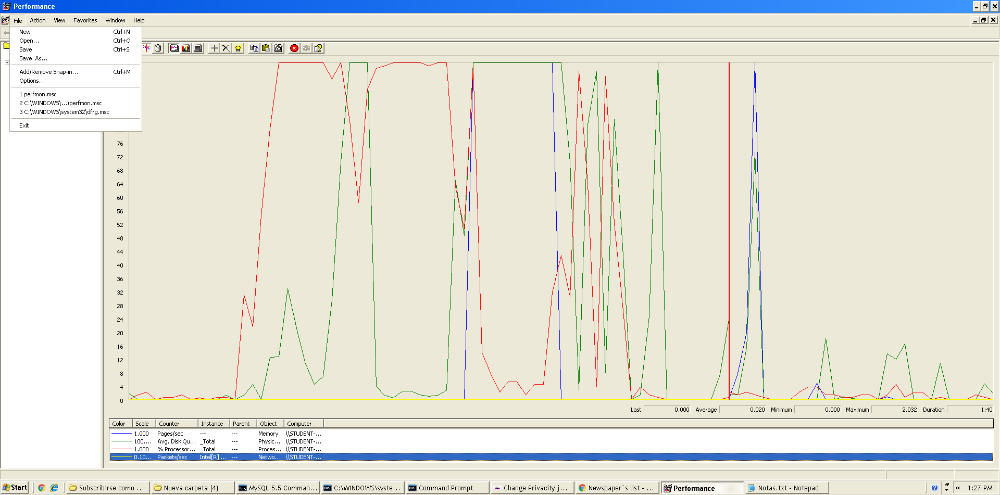 Performance
File Action View Favorites Window Help
New Ctrl+N
Open... Ctrl+O
Save Ctrl+S
Save As...
Add/Remove Snap-in... Ctrl+M
Options...
1 perfmon.msc
2 C:\WINDOWS\...\perfmon.msc
3 C:\WINDOWS\system32\dfrg.msc
Exit
76
72
68
64
60
56
52
48
44
40
36
32
28
24
20
16
12
8
4
0
Last 0.000 Average 0.020 Minimum 0.000 Maximum 2.032 Duration 1:40
Color Scale Counter Instance Parent Object Computer
1.000 Pages/sec --- --- Memory \\STUDENT-...
100.... Avg. Disk Qu... _Total --- Physic... \\STUDENT-...
1.000 % Processor... _Total --- Proces... \\STUDENT-...
0.10... Packets/sec Intel[R] ... --- Netwo... \\STUDENT-...
Start Subscribirse como ... Nueva carpeta (4) MySQL 5.5 Comman... C:\WINDOWS\syste... Command Prompt Change Privacity.j... Newspaper´s list - ... Performance Notas.txt - Notepad 1:27 PM